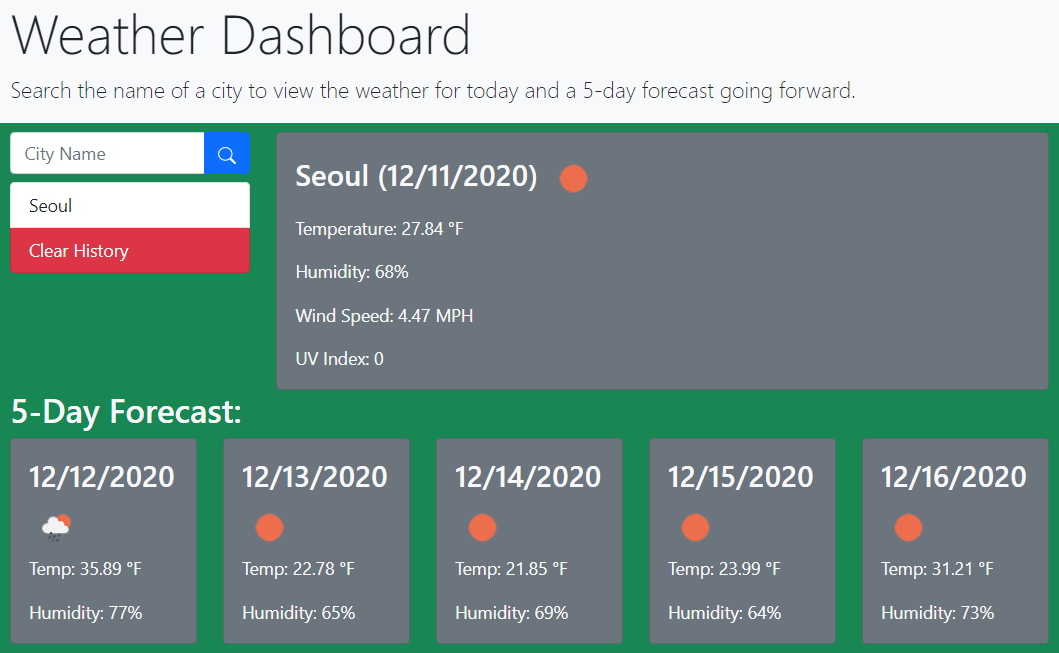 Weather Dashboard
Search the name of a city to view the weather for today and a 5-day forecast going forward.
City Name
Seoul
Clear History
Seoul (12/11/2020)
Temperature: 27.84 °F
Humidity: 68%
Wind Speed: 4.47 MPH
UV Index: 0
5-Day Forecast:
12/12/2020
Temp: 35.89 °F
Humidity: 77%
12/13/2020
Temp: 22.78 °F
Humidity: 65%
12/14/2020
Temp: 21.85 °F
Humidity: 69%
12/15/2020
Temp: 23.99 °F
Humidity: 64%
12/16/2020
Temp: 31.21 °F
Humidity: 73%